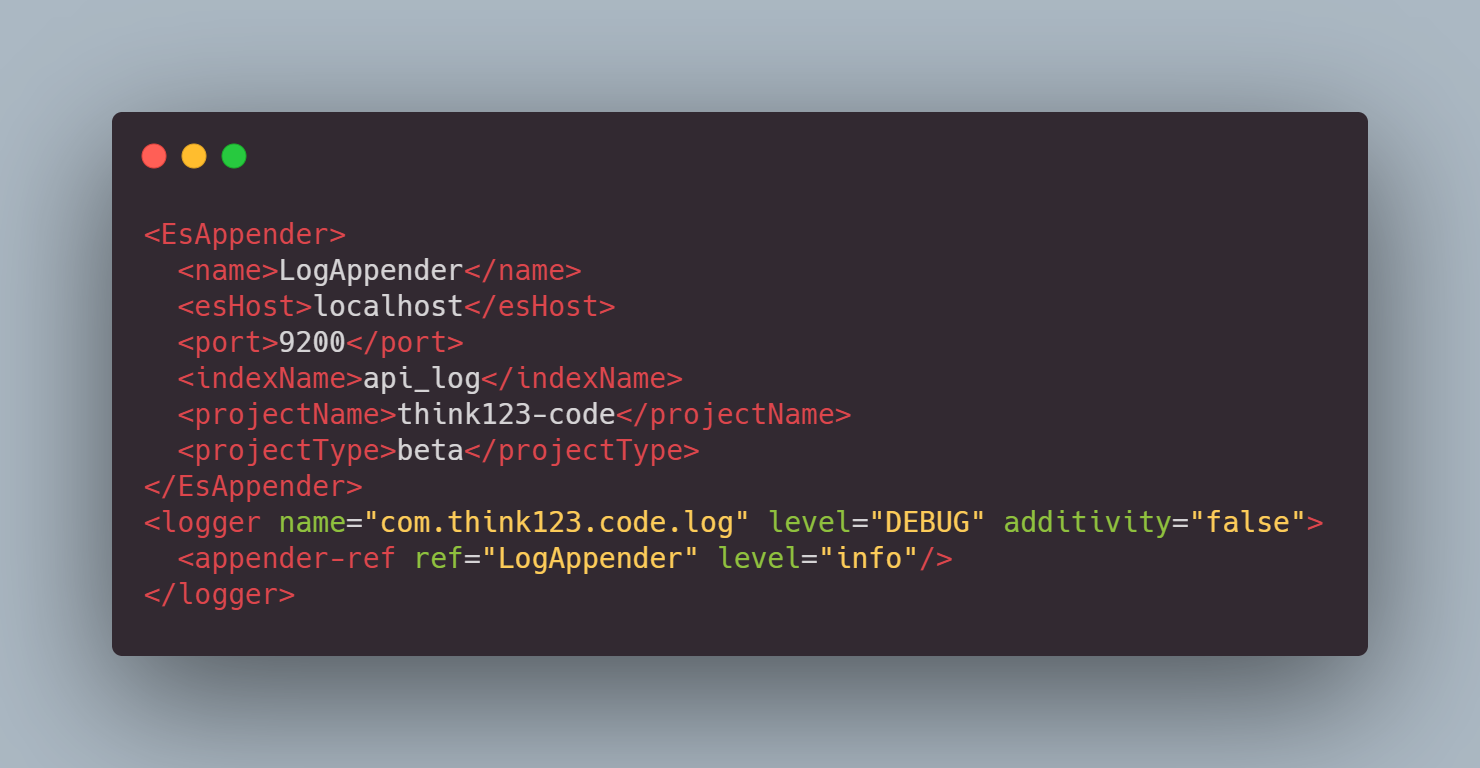 <EsAppender>
  <name>LogAppender</name>
  <esHost>localhost</esHost>
  <port>9200</port>
  <indexName>api_log</indexName>
  <projectName>think123-code</projectName>
  <projectType>beta</projectType>
</EsAppender>
<logger name="com.think123.code.log" level="DEBUG" additivity="false">
  <appender-ref ref="LogAppender" level="info"/>
</logger>